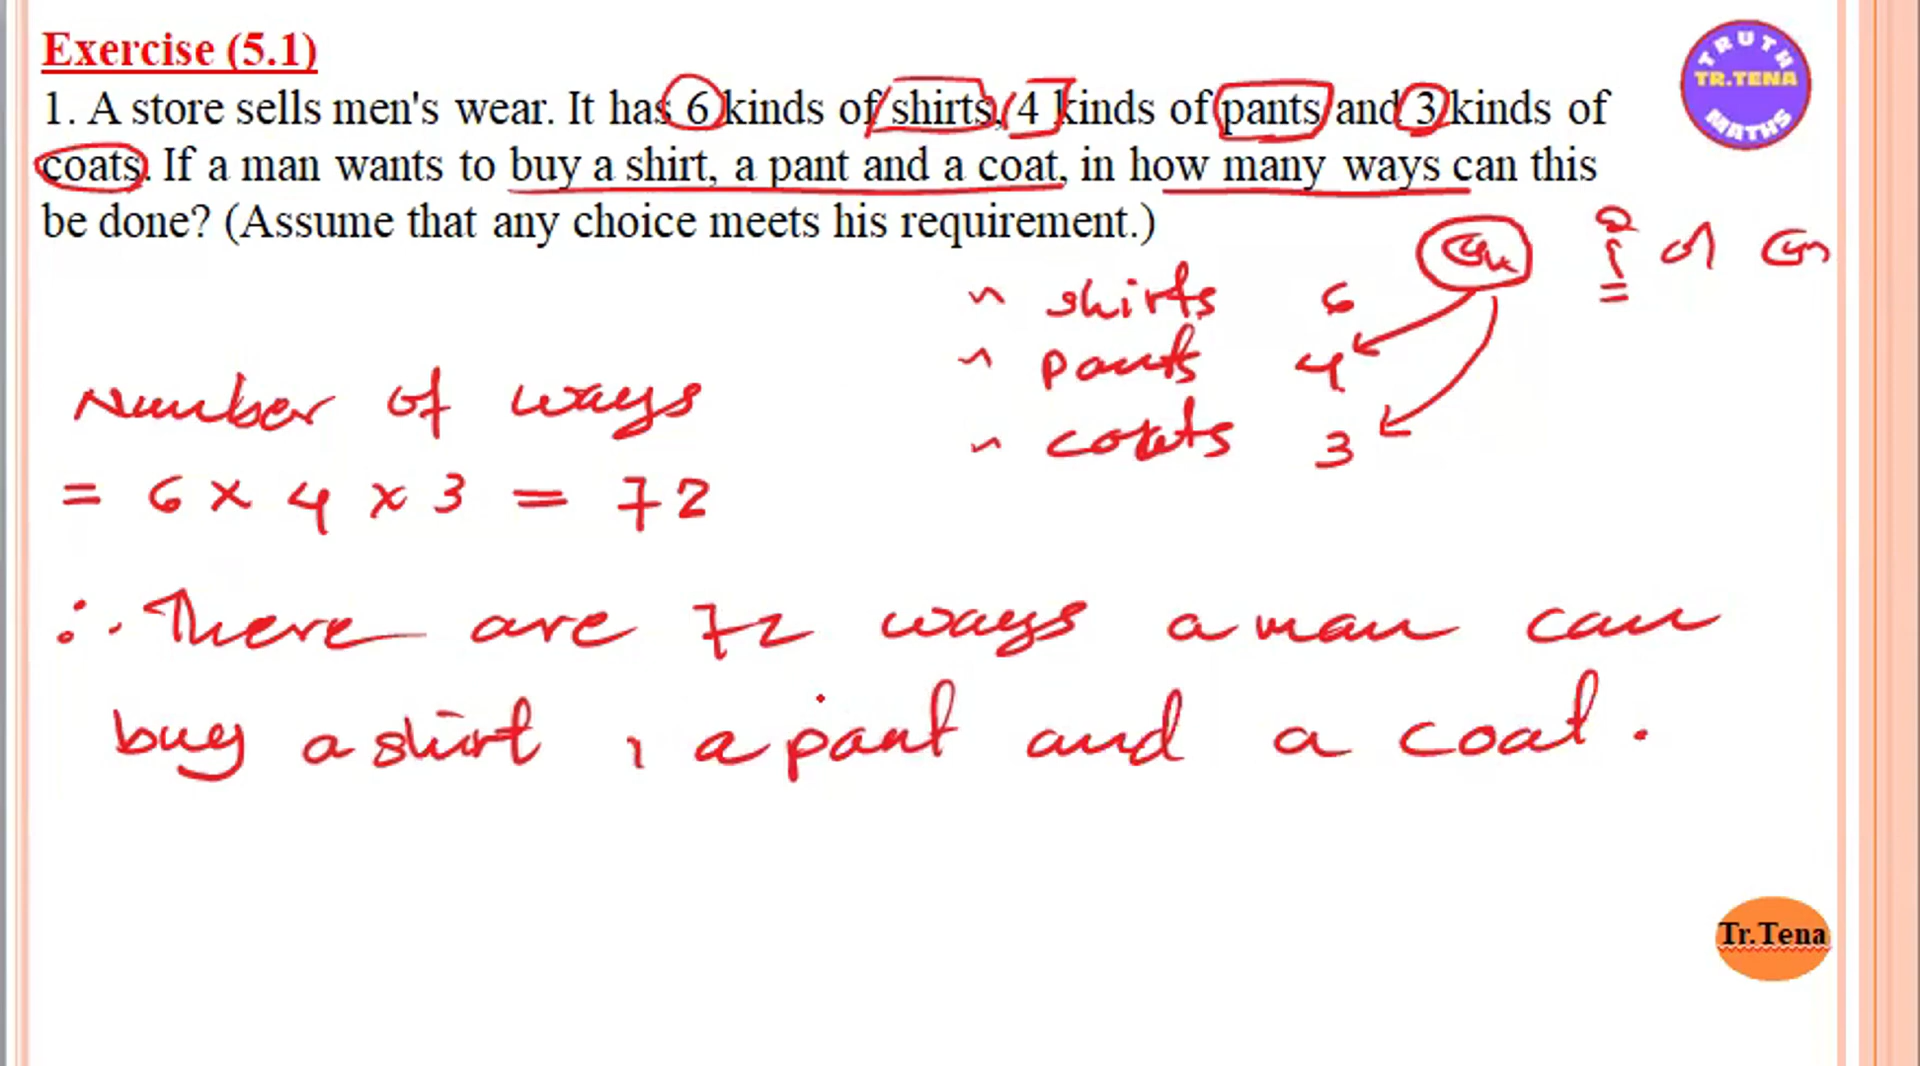 Exercise (5.1)
TRUTH
TR.TENA
MATHS
1. A store sells men's wear. It has 6 kinds of shirts, 4 kinds of pants and 3 kinds of
coats. If a man wants to buy a shirt, a pant and a coat, in how many ways can this
be done? (Assume that any choice meets his requirement.)
~ shirts 6
~ pants 4
~ coats 3
Number of ways
= 6 × 4 × 3 = 72
∴ There are 72 ways a man can
buy a shirt, a pant and a coat.
Tr.Tena